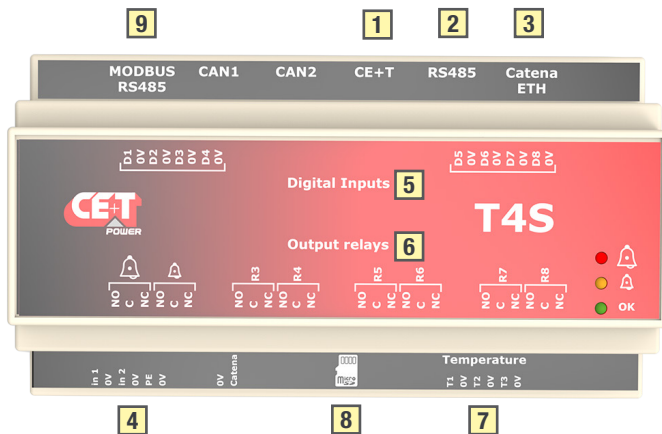 9 1 2 3
MODBUS RS485 CAN1 CAN2 CE+T RS485 Catena ETH
D1 0V D2 0V D3 0V D4 0V
D5 0V D6 0V D7 0V D8 0V
Digital Inputs 5
CE+T POWER
T4S
Output relays 6
R3 R4 R5 R6 R7 R8
NO C NC NO C NC NO C NC NO C NC NO C NC NO C NC NO C NC NO C NC
OK
in 1 0V in 2 0V PE 0V
0V Catena
Micro SD
Temperature
T1 0V T2 0V T3 0V
4 8 7